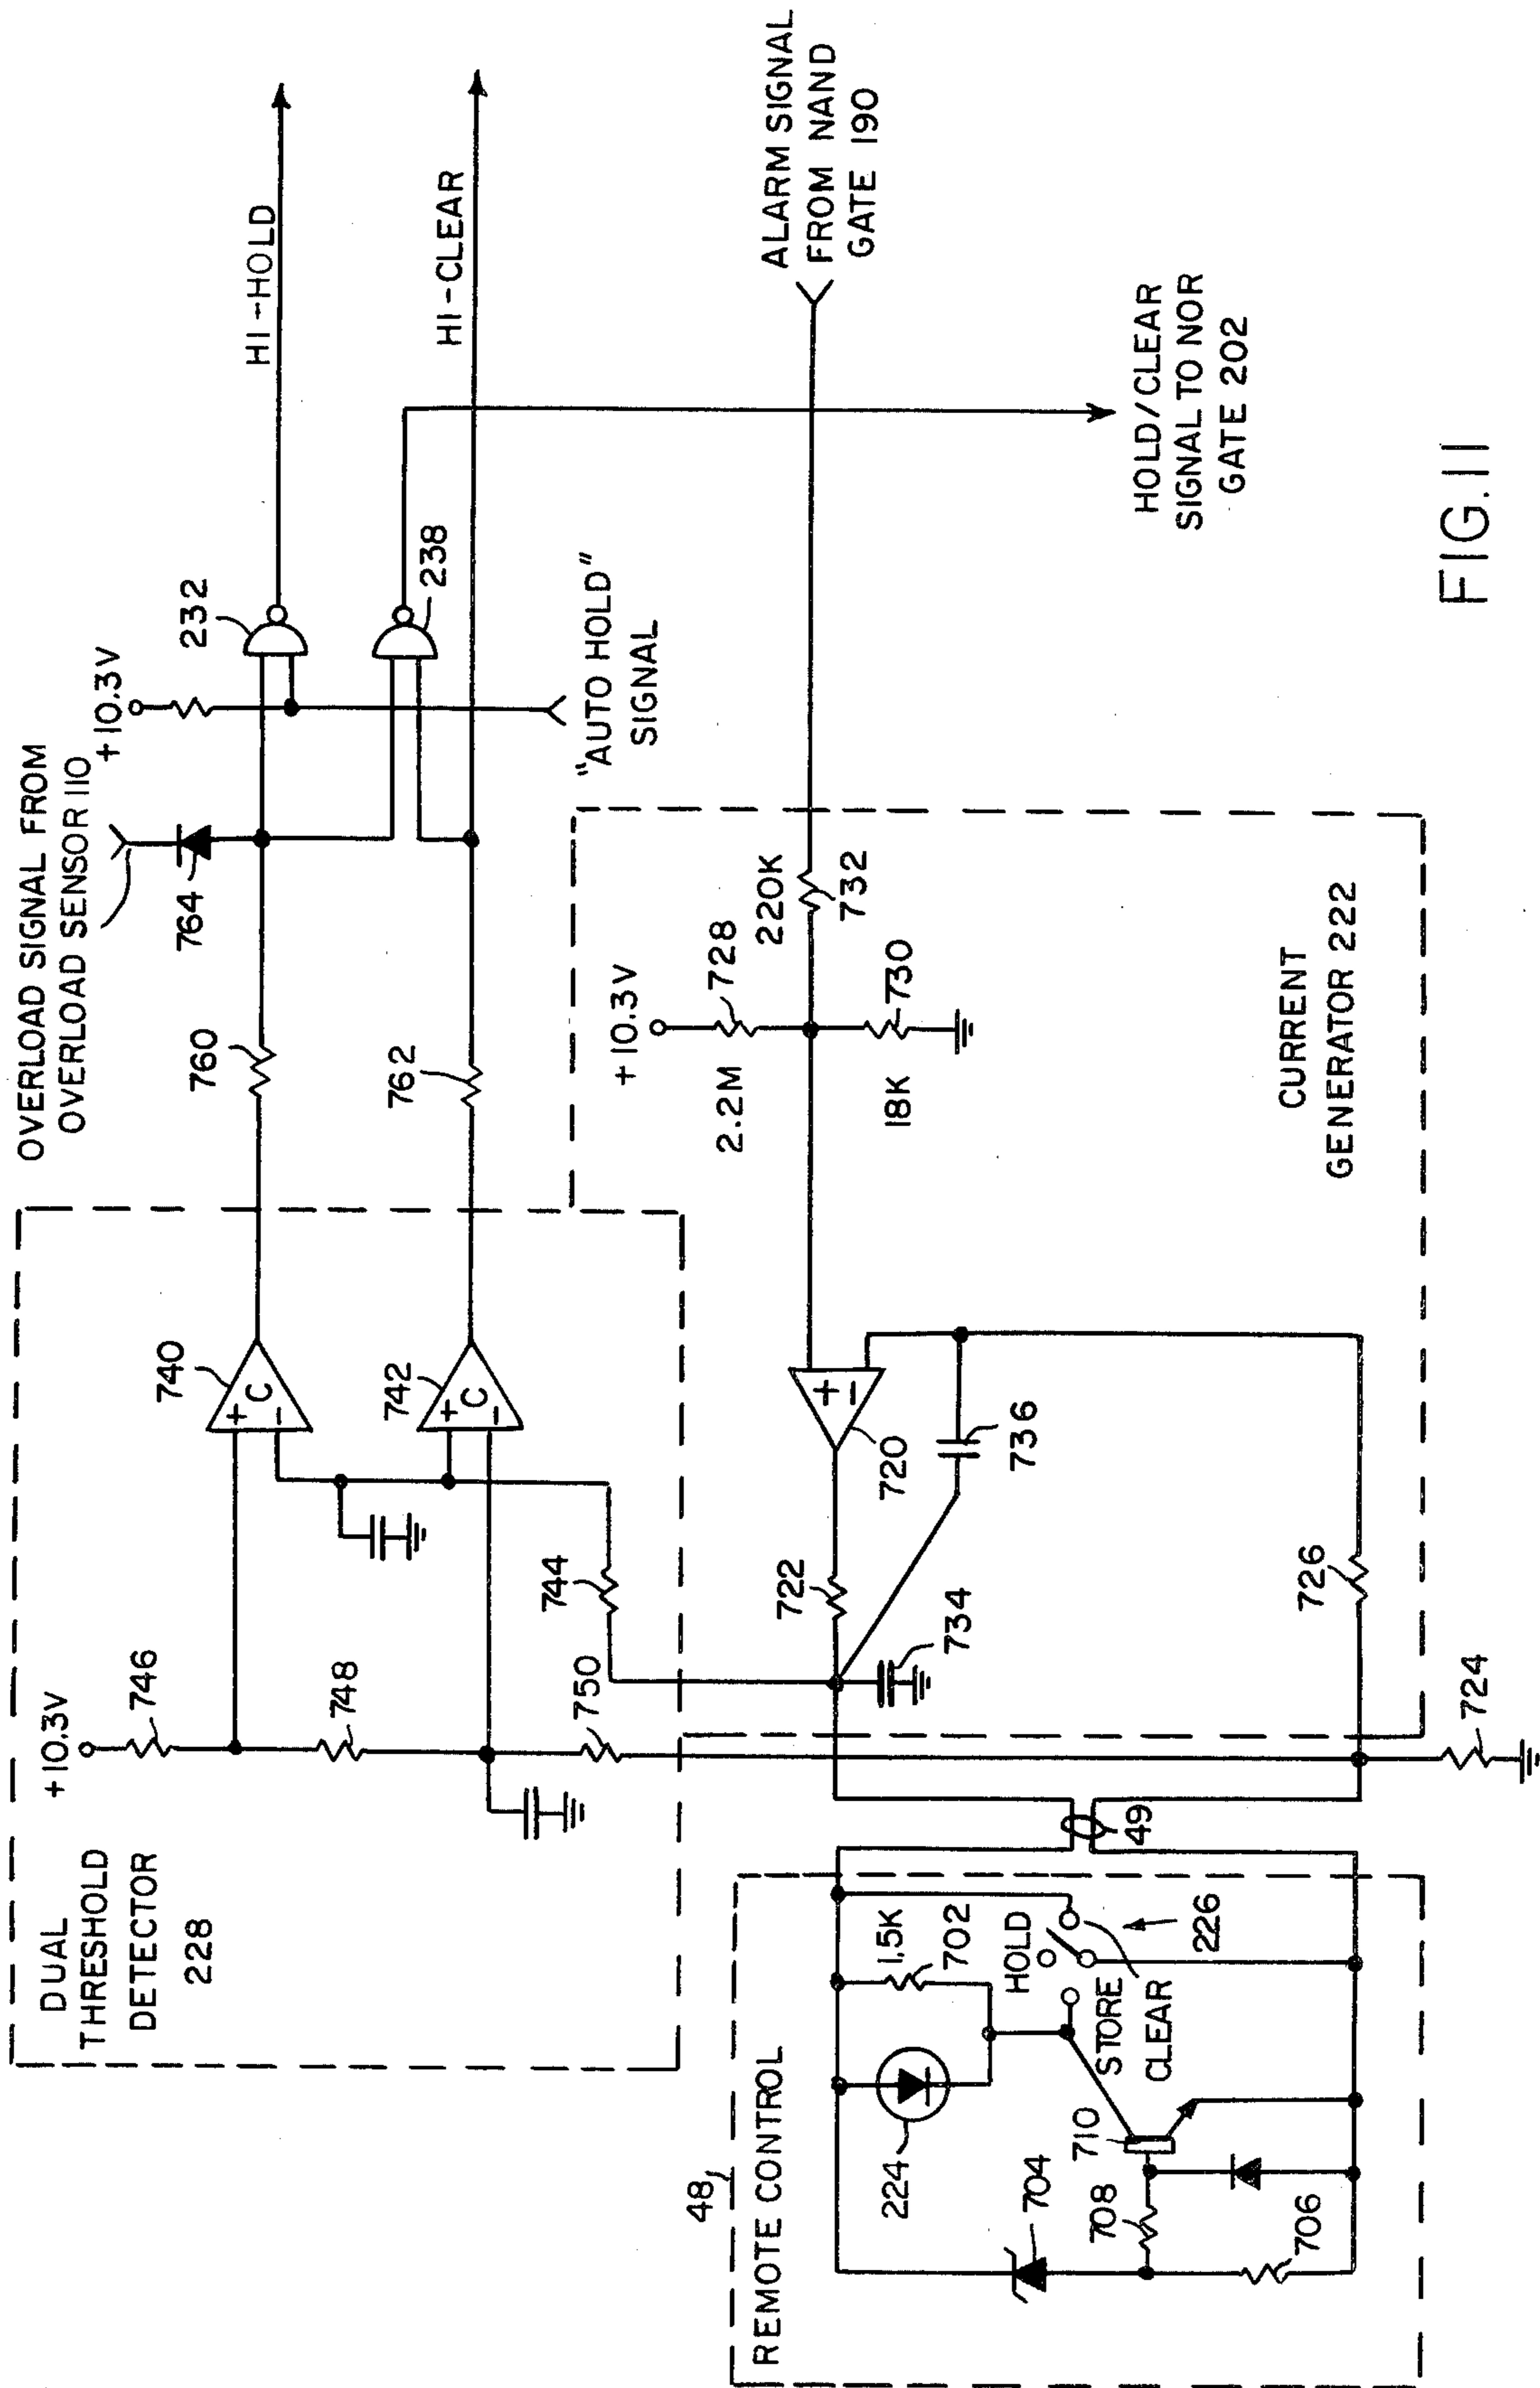 OVERLOAD SIGNAL FROM
OVERLOAD SENSOR 110
+10.3V
764
232
HI-HOLD
238
HI-CLEAR
"AUTO HOLD"
SIGNAL
760
762
DUAL
THRESHOLD
DETECTOR
228
+10.3V
746
748
750
744
740
+
C
-
742
+
C
-
ALARM SIGNAL
FROM NAND
GATE 190
HOLD/CLEAR
SIGNAL TO NOR
GATE 202
+10.3V
2.2M
728
220K
732
18K
730
CURRENT
GENERATOR 222
+
-
720
722
736
734
726
724
49
48
REMOTE CONTROL
224
1.5K
702
HOLD
STORE
CLEAR
226
704
708
710
706
FIG. 11